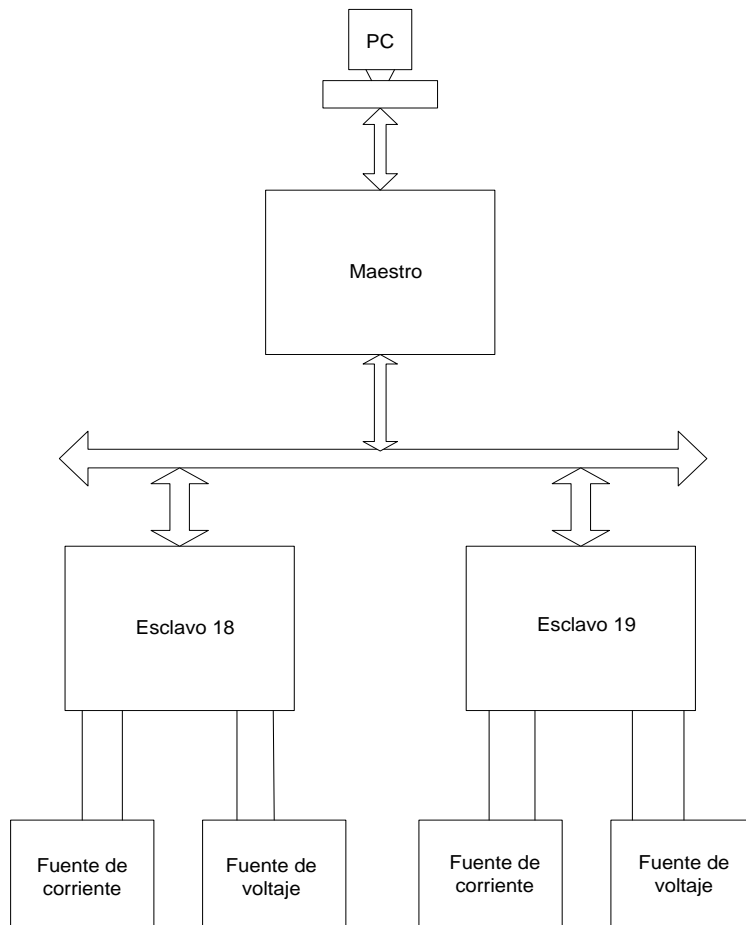 PC
Maestro
Esclavo 18
Esclavo 19
Fuente de
corriente
Fuente de
voltaje
Fuente de
corriente
Fuente de
voltaje